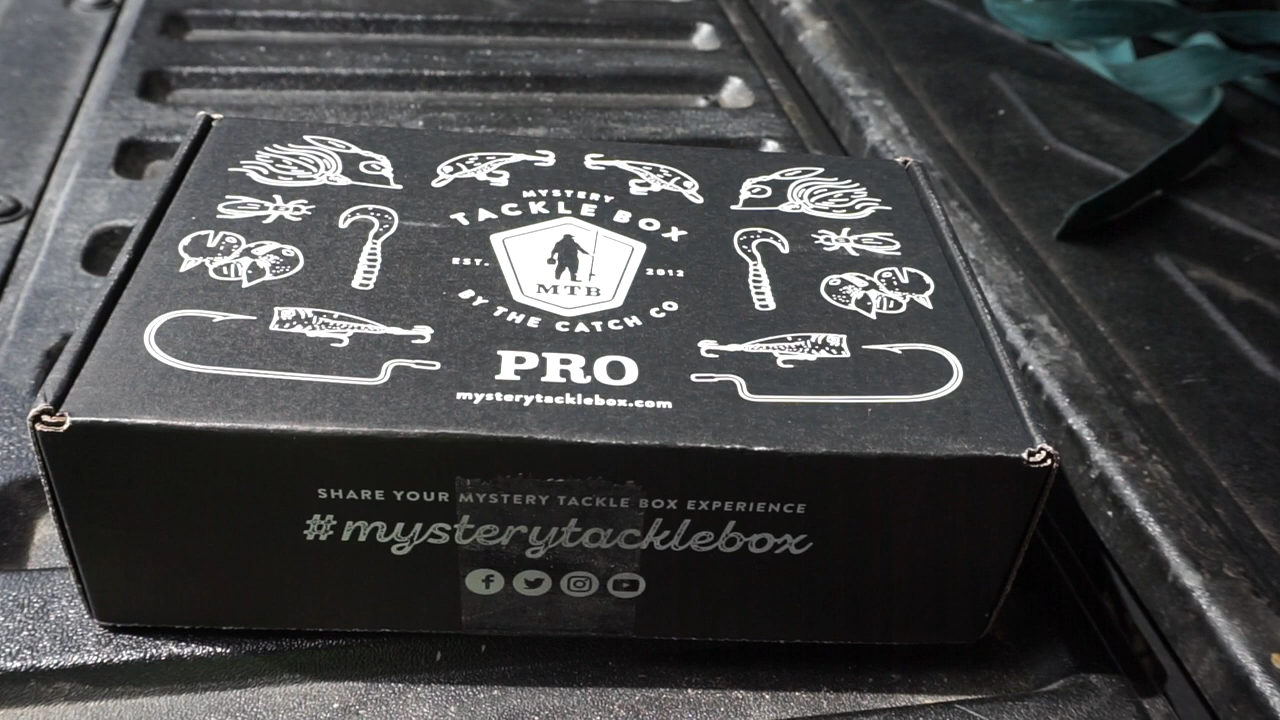 MYSTERY
TACKLE BOX
EST. 2012
MTB
BY THE CATCH CO
PRO
mysterytacklebox.com
SHARE YOUR MYSTERY TACKLE BOX EXPERIENCE
#mysterytacklebox